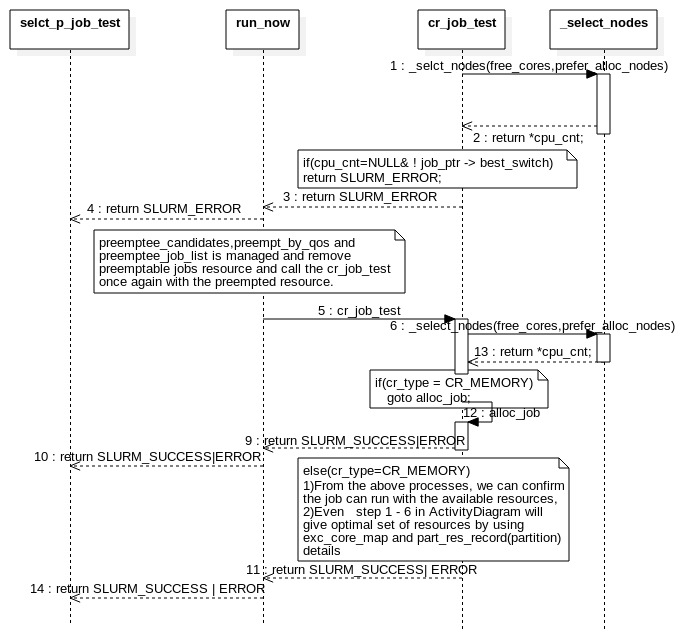 selct_p_job_test
run_now
cr_job_test
_select_nodes
1 : _selct_nodes(free_cores,prefer_alloc_nodes)
2 : return *cpu_cnt;
if(cpu_cnt=NULL& ! job_ptr -> best_switch)
return SLURM_ERROR;
3 : return SLURM_ERROR
4 : return SLURM_ERROR
preemptee_candidates,preempt_by_qos and
preemptee_job_list is managed and remove
preemptable jobs resource and call the cr_job_test
once again with the preempted resource.
5 : cr_job_test
6 : _select_nodes(free_cores,prefer_alloc_nodes)
13 : return *cpu_cnt;
if(cr_type = CR_MEMORY)
goto alloc_job;
12 : alloc_job
9 : return SLURM_SUCCESS|ERROR
10 : return SLURM_SUCCESS|ERROR
else(cr_type=CR_MEMORY)
1)From the above processes, we can confirm
the job can run with the available resources,
2)Even step 1 - 6 in ActivityDiagram will
give optimal set of resources by using
exc_core_map and part_res_record(partition)
details
11 : return SLURM_SUCCESS| ERROR
14 : return SLURM_SUCCESS | ERROR